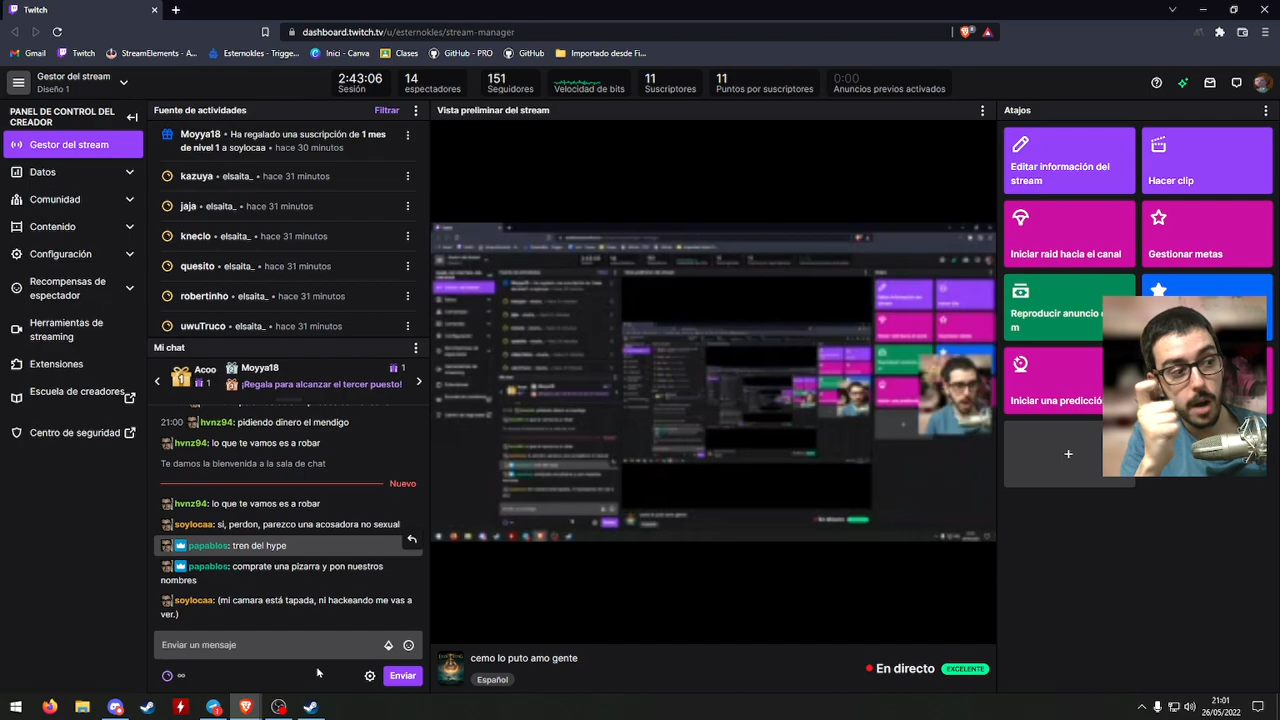 Twitch
dashboard.twitch.tv/u/esternokles/stream-manager
Gmail
Twitch
StreamElements - A...
Esternokles - Trigge...
Inici - Canva
Clases
GitHub - PRO
GitHub
Importado desde Fi...
Gestor del stream
Diseño 1
2:43:06
Sesión
14
espectadores
151
Seguidores
Velocidad de bits
11
Suscriptores
11
Puntos por suscriptores
0:00
Anuncios previos activados
PANEL DE CONTROL DEL
CREADOR
Gestor del stream
Datos
Comunidad
Contenido
Configuración
Recompensas de
espectador
Herramientas de
streaming
Extensiones
Escuela de creadores
Centro de seguridad
Fuente de actividades
Filtrar
Moyya18 • Ha regalado una suscripción de 1 mes
de nivel 1 a soylocaa • hace 30 minutos
kazuya • elsaita_ • hace 31 minutos
jaja • elsaita_ • hace 31 minutos
knecio • elsaita_ • hace 31 minutos
quesito • elsaita_ • hace 31 minutos
robertinho • elsaita_ • hace 31 minutos
uwuTruco • elsaita_ • hace 31 minutos
Mi chat
1
1
¡Regala para alcanzar el tercer puesto!
21:00 hvnz94: pero si eres el mendigo
hvnz94: lo que te vamos es a robar
Te damos la bienvenida a la sala de chat
Nuevo
hvnz94: lo que te vamos es a robar
soylocaa: si, perdon, parezco una acosadora no sexual
papablos: tren del hype
papablos: comprate una pizarra y pon nuestros
nombres
soylocaa: (mi camara está tapada, ni hackeando me vas a
ver.)
Enviar un mensaje
∞
Enviar
Vista preliminar del stream
cemo lo puto amo gente
Español
En directo
EXCELENTE
Atajos
Editar información del
stream
Hacer clip
Iniciar raid hacia el canal
Gestionar metas
Reproducir anuncio
m
Iniciar una predicció
+
21:01
26/05/2022